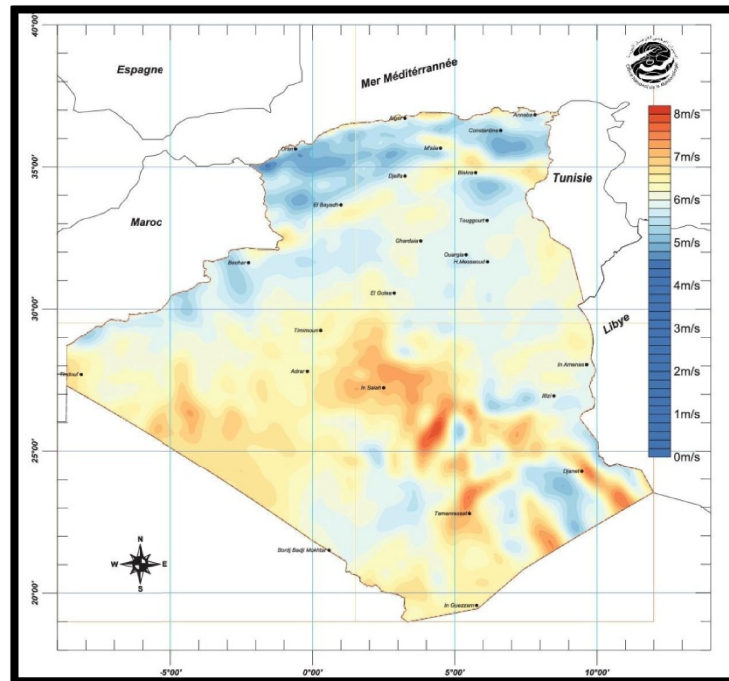 40°00'
Espagne
Mer Méditérrannée
8m/s
Alger
Annaba
Constantine
7m/s
Oran
M'sila
35°00'
Djelfa
Biskra
Tunisie
6m/s
El Bayadh
Maroc
Touggourt
Ghardaia
5m/s
Ouargla
H.Messaoud
Bechar
4m/s
El Golea
30°00'
Libye
3m/s
Timimoun
In Amenas
Tindouf
Adrar
2m/s
In Salah
Illizi
1m/s
25°00'
0m/s
Djanet
Tamanrasset
N
Bordj Badji Mokhtar
W
E
S
20°00'
In Guezzam
-5°00'
0°00'
5°00'
10°00'